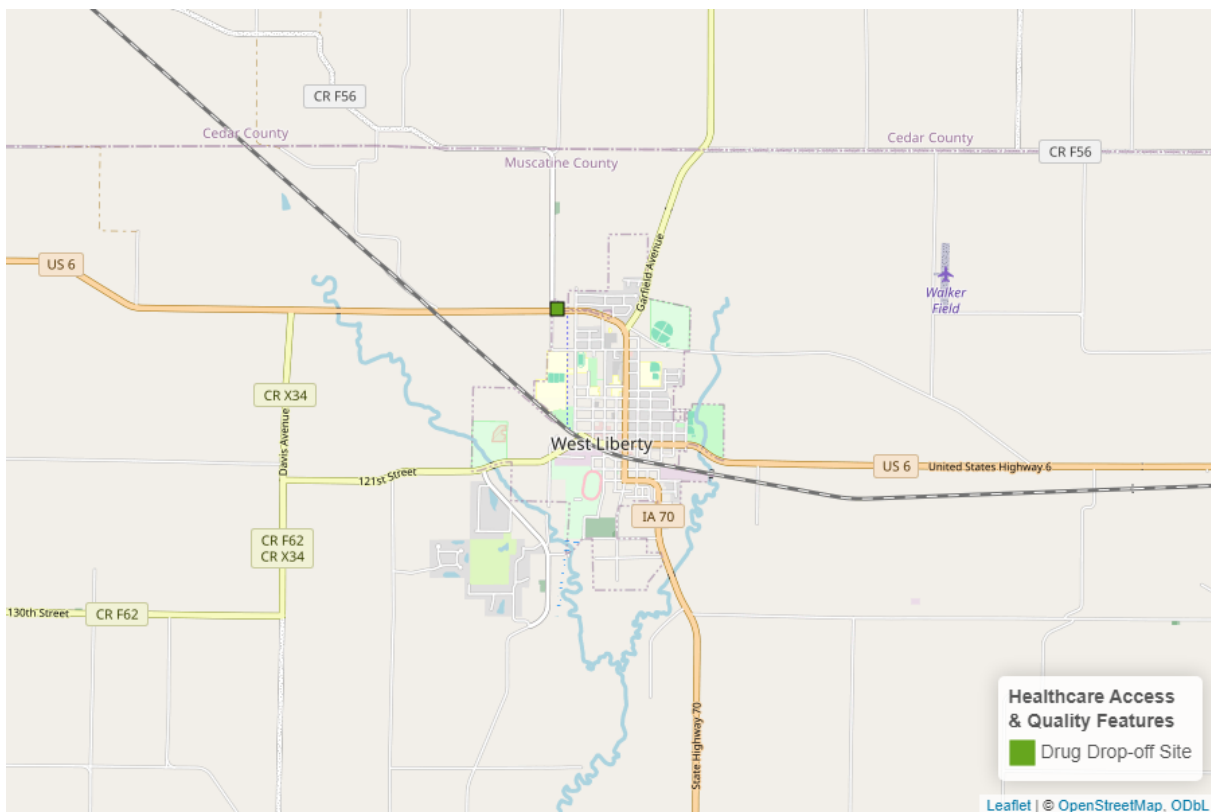 CR F56
Cedar County
Cedar County
CR F56
Muscatine County
US 6
Garfield Avenue
Walker
Field
CR X34
Davis Avenue
West Liberty
121st Street
US 6
United States Highway 6
IA 70
CR F62
CR X34
130th Street
CR F62
State Highway 70
Healthcare Access
& Quality Features
Drug Drop-off Site
Leaflet | © OpenStreetMap, ODbL